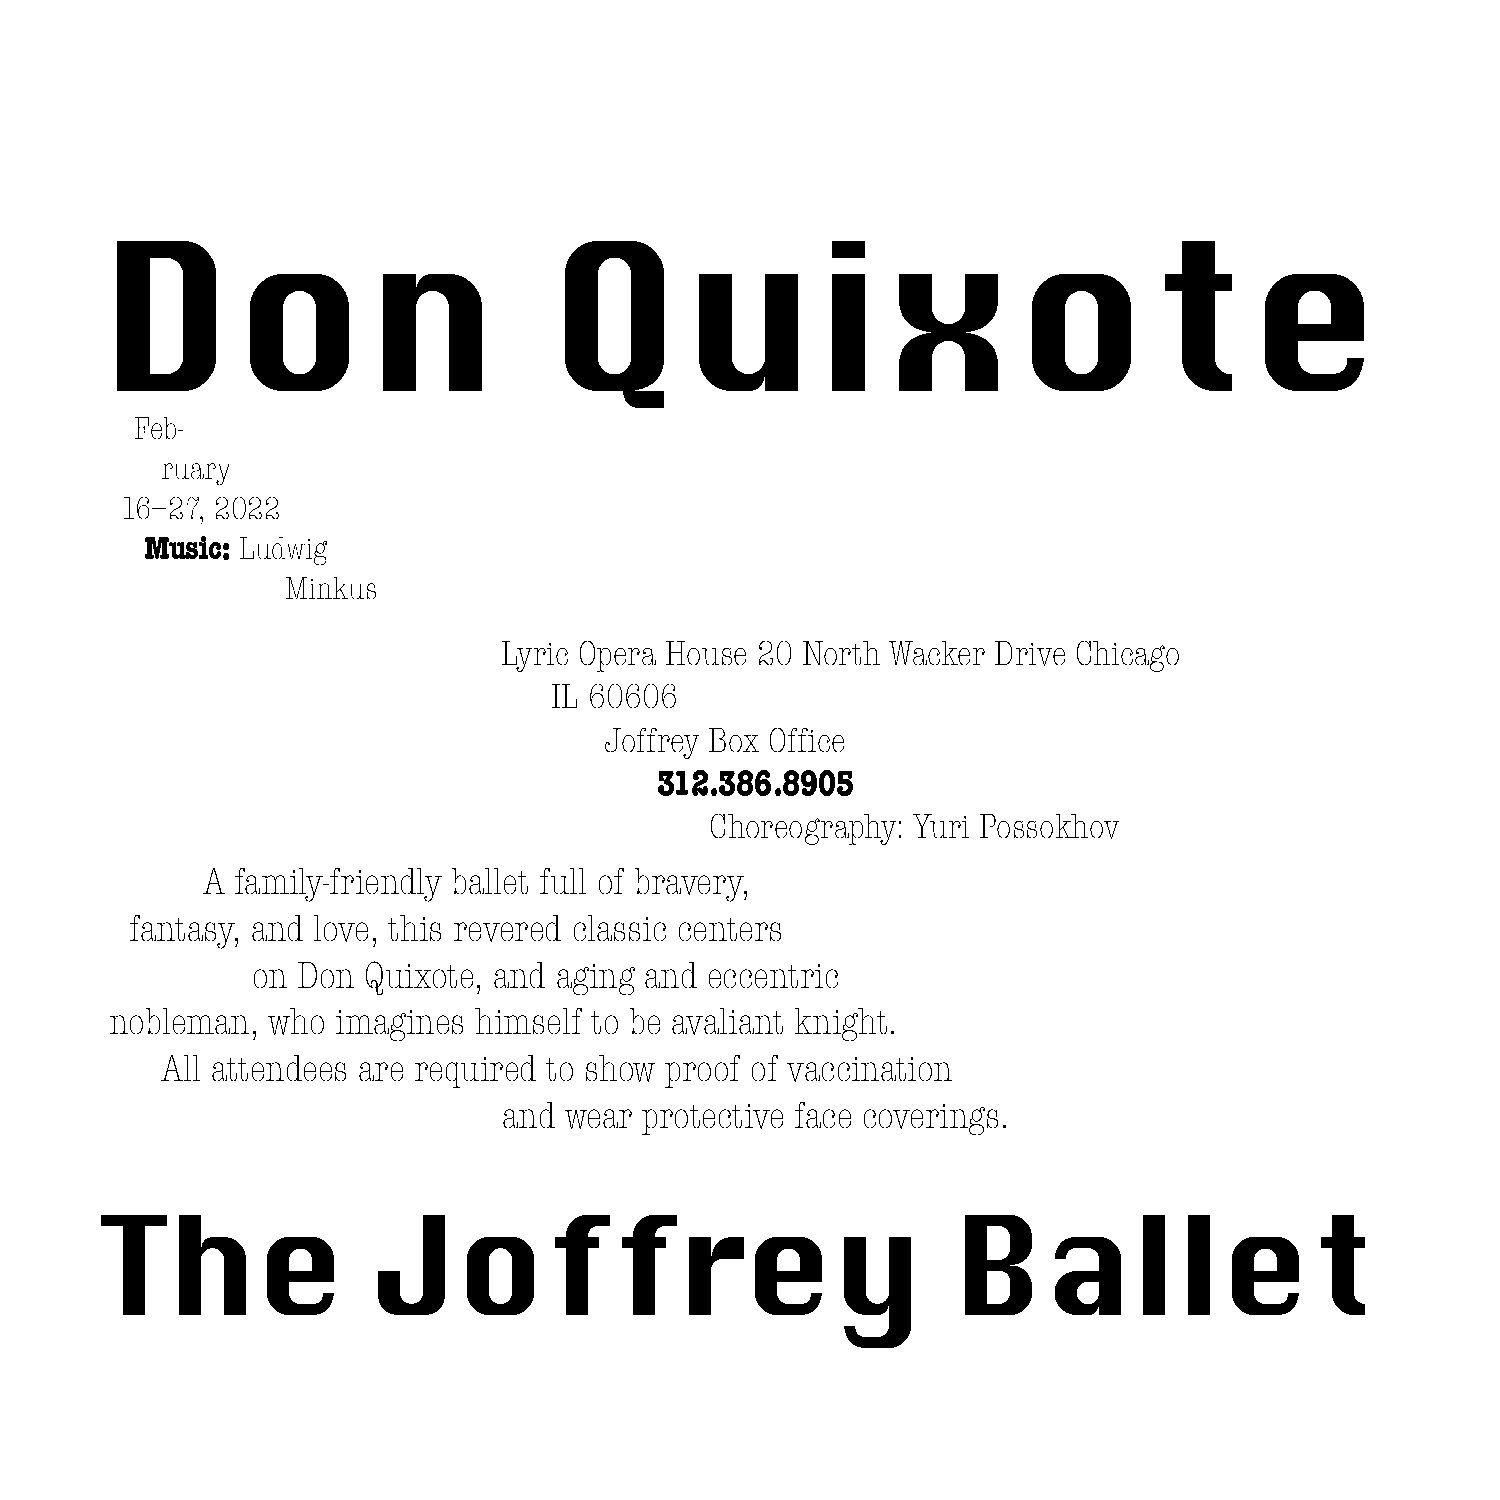 Don Quixote
Feb-
ruary
16–27, 2022
Music: Ludwig
Minkus
Lyric Opera House 20 North Wacker Drive Chicago
IL 60606
Joffrey Box Office
312.386.8905
Choreography: Yuri Possokhov
A family-friendly ballet full of bravery,
fantasy, and love, this revered classic centers
on Don Quixote, and aging and eccentric
nobleman, who imagines himself to be avaliant knight.
All attendees are required to show proof of vaccination
and wear protective face coverings.
The Joffrey Ballet